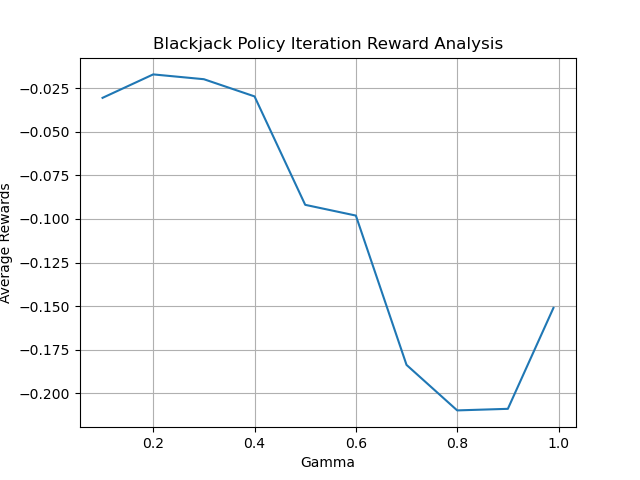 Blackjack Policy Iteration Reward Analysis
Average Rewards
−0.025
−0.050
−0.075
−0.100
−0.125
−0.150
−0.175
−0.200
0.2 0.4 0.6 0.8 1.0
Gamma